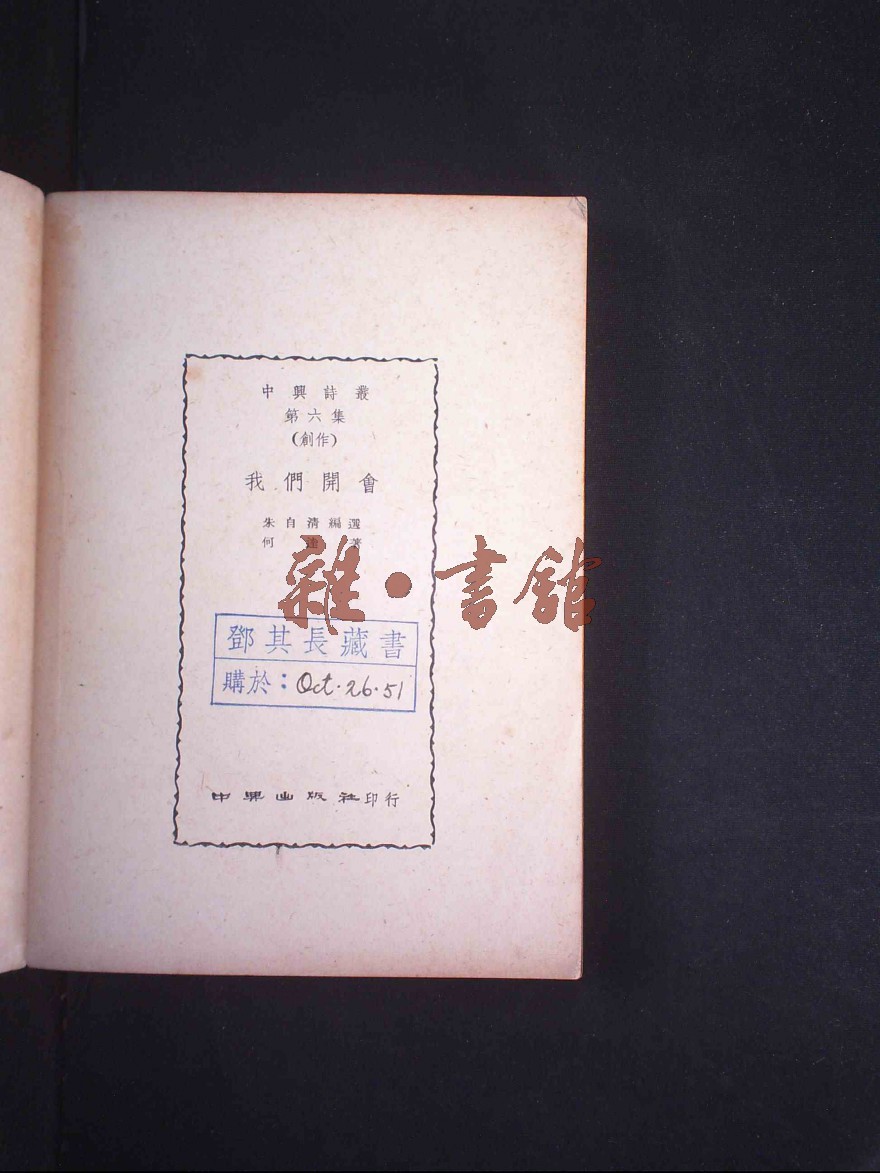 中興詩叢
第六集
(創作)
我們開會
朱自清編選
何達著
雜·書館
鄧其長藏書
購於：Oct.26.51
中興出版社印行